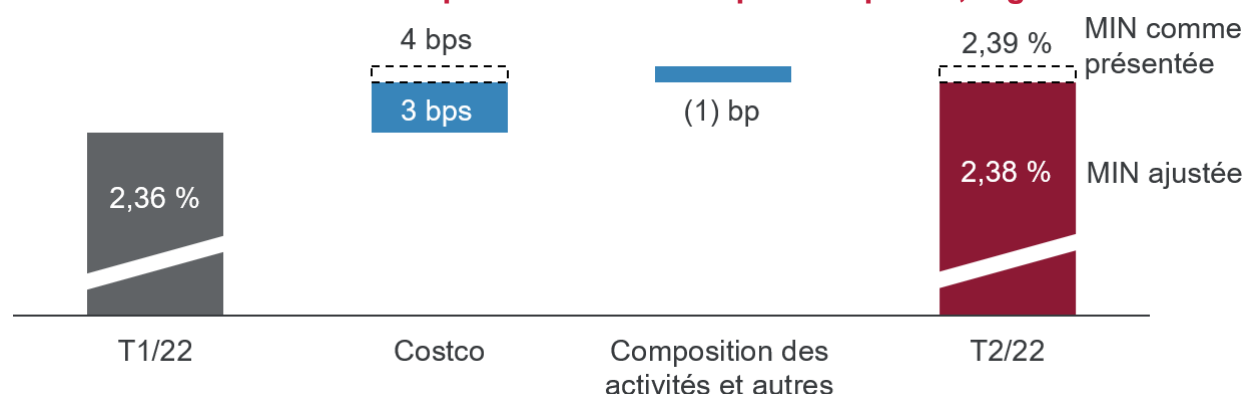 4 bps
2,39 %
MIN comme
présentée
3 bps
(1) bp
2,36 %
2,38 %
MIN ajustée
T1/22
Costco
Composition des
activités et autres
T2/22